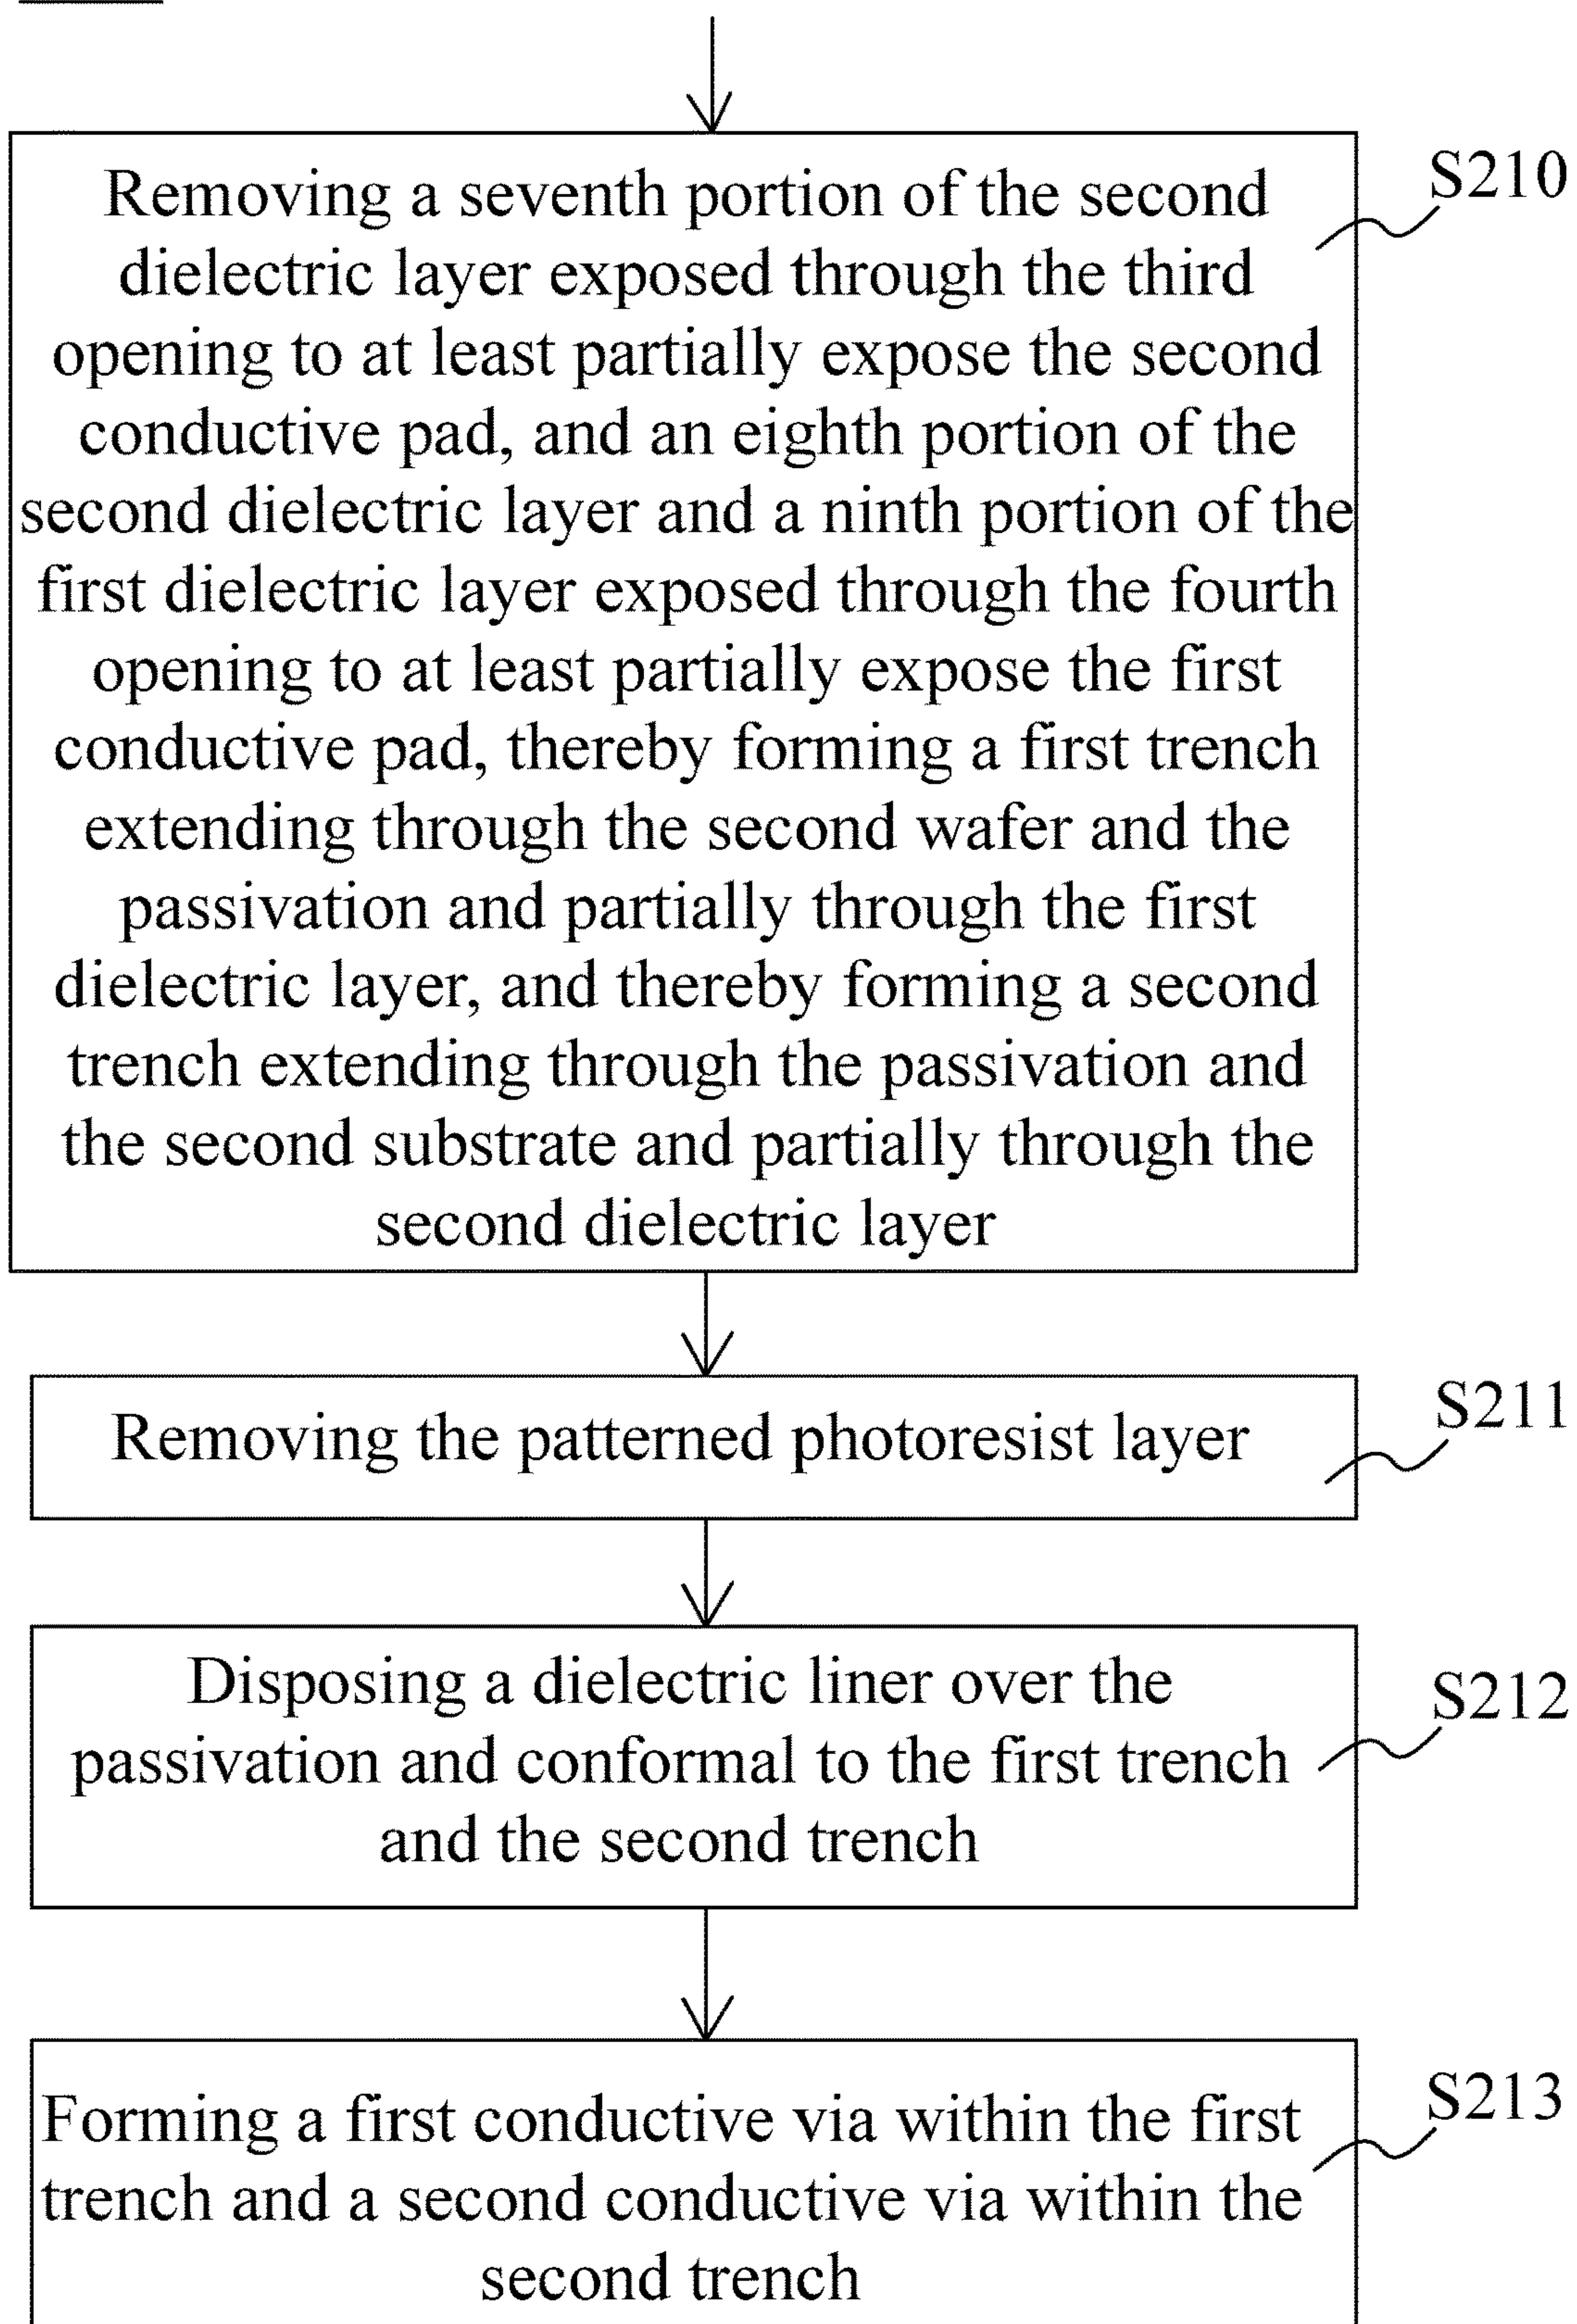 S210
Removing a seventh portion of the second
dielectric layer exposed through the third
opening to at least partially expose the second
conductive pad, and an eighth portion of the
second dielectric layer and a ninth portion of the
first dielectric layer exposed through the fourth
opening to at least partially expose the first
conductive pad, thereby forming a first trench
extending through the second wafer and the
passivation and partially through the first
dielectric layer, and thereby forming a second
trench extending through the passivation and
the second substrate and partially through the
second dielectric layer
S211
Removing the patterned photoresist layer
S212
Disposing a dielectric liner over the
passivation and conformal to the first trench
and the second trench
S213
Forming a first conductive via within the first
trench and a second conductive via within the
second trench